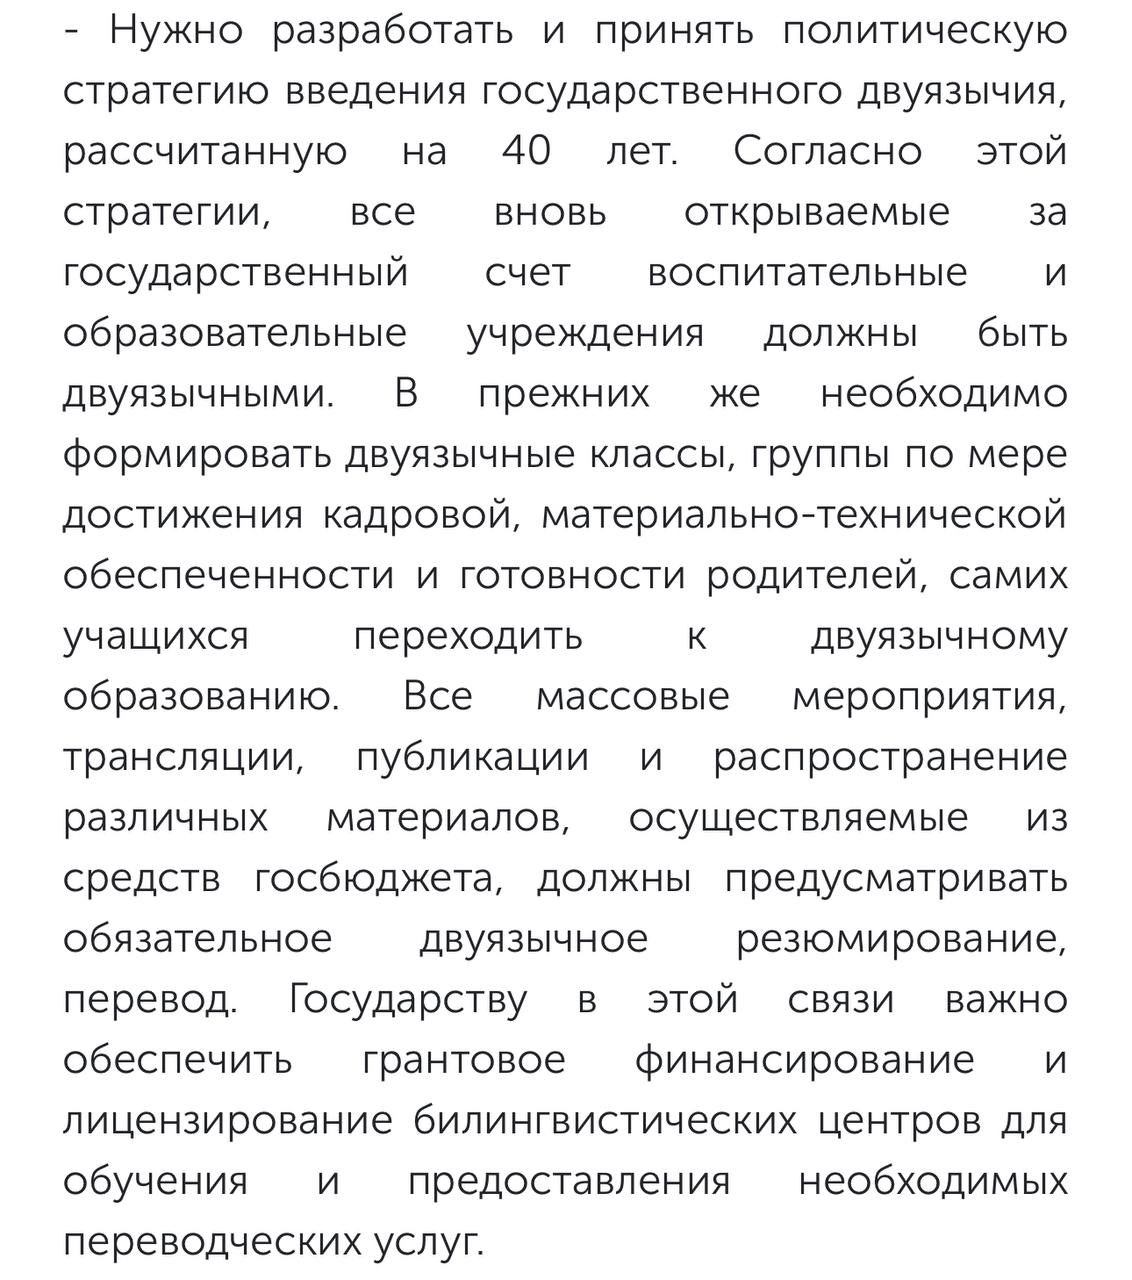 - Нужно разработать и принять политическую
стратегию введения государственного двуязычия,
рассчитанную на 40 лет. Согласно этой
стратегии, все вновь открываемые за
государственный счет воспитательные и
образовательные учреждения должны быть
двуязычными. В прежних же необходимо
формировать двуязычные классы, группы по мере
достижения кадровой, материально-технической
обеспеченности и готовности родителей, самих
учащихся переходить к двуязычному
образованию. Все массовые мероприятия,
трансляции, публикации и распространение
различных материалов, осуществляемые из
средств госбюджета, должны предусматривать
обязательное двуязычное резюмирование,
перевод. Государству в этой связи важно
обеспечить грантовое финансирование и
лицензирование билингвистических центров для
обучения и предоставления необходимых
переводческих услуг.